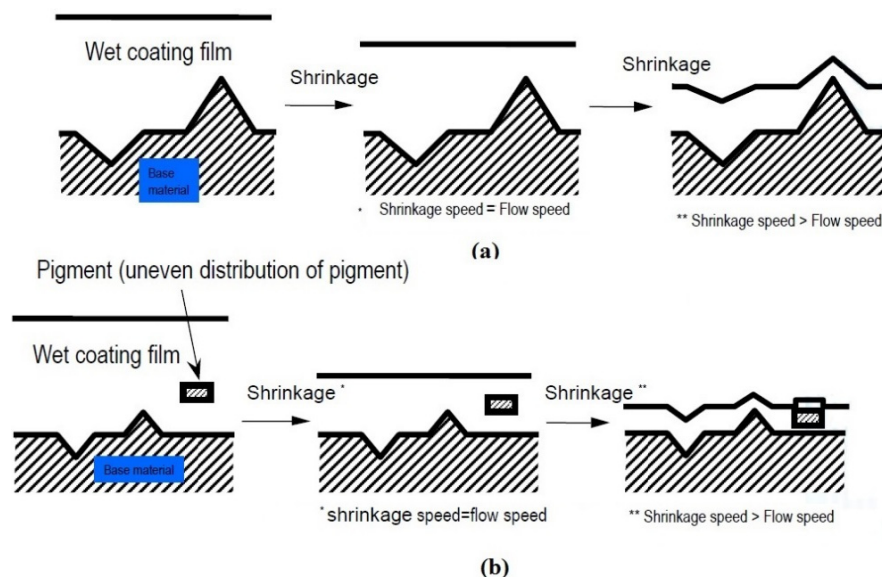 Wet coating film
Shrinkage
Shrinkage
Base
material
* Shrinkage speed = Flow speed
** Shrinkage speed > Flow speed
(a)
Pigment (uneven distribution of pigment)
Wet coating film
Shrinkage *
Shrinkage **
Base material
* shrinkage speed=flow speed
** Shrinkage speed > Flow speed
(b)